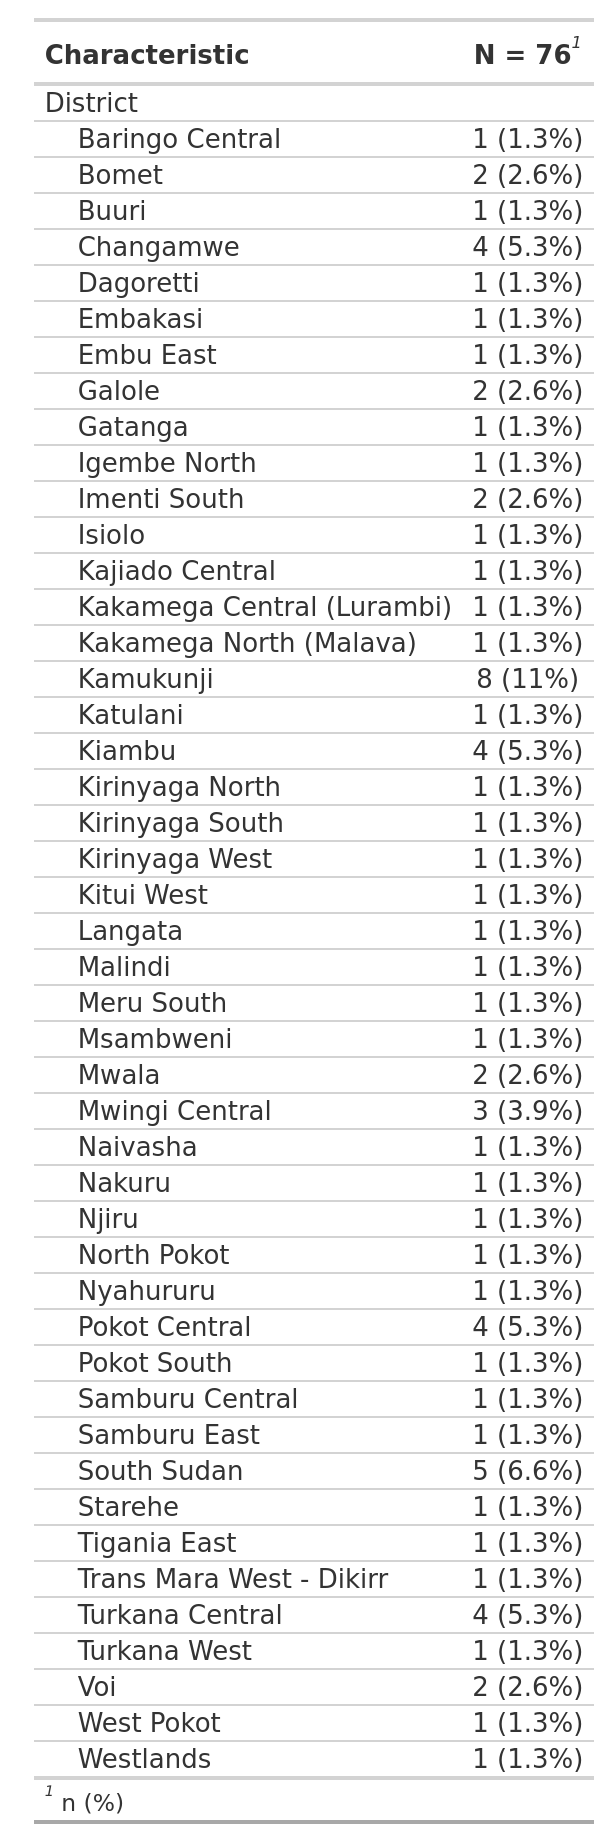 Characteristic N = 76¹
District
Baringo Central 1 (1.3%)
Bomet 2 (2.6%)
Buuri 1 (1.3%)
Changamwe 4 (5.3%)
Dagoretti 1 (1.3%)
Embakasi 1 (1.3%)
Embu East 1 (1.3%)
Galole 2 (2.6%)
Gatanga 1 (1.3%)
Igembe North 1 (1.3%)
Imenti South 2 (2.6%)
Isiolo 1 (1.3%)
Kajiado Central 1 (1.3%)
Kakamega Central (Lurambi) 1 (1.3%)
Kakamega North (Malava) 1 (1.3%)
Kamukunji 8 (11%)
Katulani 1 (1.3%)
Kiambu 4 (5.3%)
Kirinyaga North 1 (1.3%)
Kirinyaga South 1 (1.3%)
Kirinyaga West 1 (1.3%)
Kitui West 1 (1.3%)
Langata 1 (1.3%)
Malindi 1 (1.3%)
Meru South 1 (1.3%)
Msambweni 1 (1.3%)
Mwala 2 (2.6%)
Mwingi Central 3 (3.9%)
Naivasha 1 (1.3%)
Nakuru 1 (1.3%)
Njiru 1 (1.3%)
North Pokot 1 (1.3%)
Nyahururu 1 (1.3%)
Pokot Central 4 (5.3%)
Pokot South 1 (1.3%)
Samburu Central 1 (1.3%)
Samburu East 1 (1.3%)
South Sudan 5 (6.6%)
Starehe 1 (1.3%)
Tigania East 1 (1.3%)
Trans Mara West - Dikirr 1 (1.3%)
Turkana Central 4 (5.3%)
Turkana West 1 (1.3%)
Voi 2 (2.6%)
West Pokot 1 (1.3%)
Westlands 1 (1.3%)
¹ n (%)